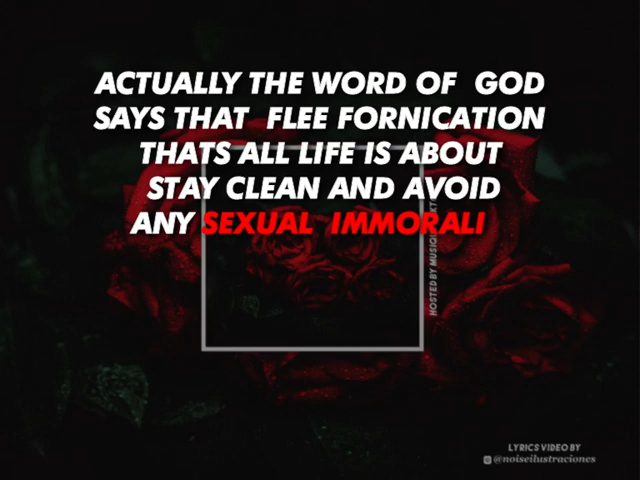 ACTUALLY THE WORD OF GOD
SAYS THAT FLEE FORNICATION
THATS ALL LIFE IS ABOUT
STAY CLEAN AND AVOID
ANY SEXUAL IMMORALI
HOSTED BY
LYRICS VIDEO BY
@noiseilustraciones